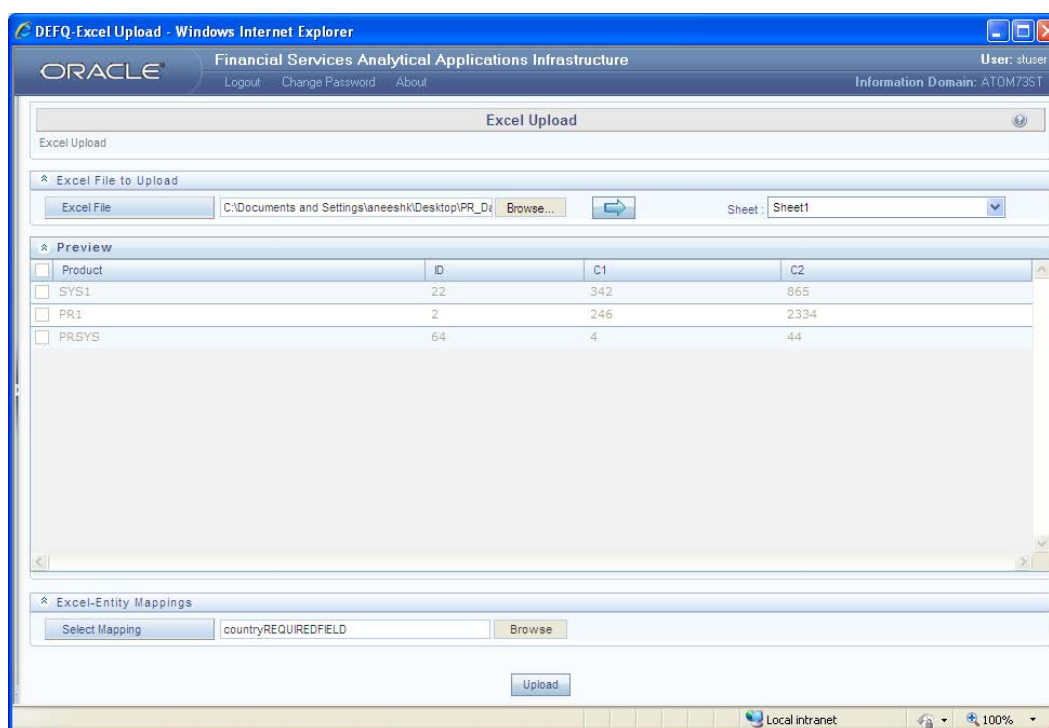 DEFQ-Excel Upload - Windows Internet Explorer
ORACLE Financial Services Analytical Applications Infrastructure User: stuser
Logout Change Password About Information Domain: ATOM73ST
Excel Upload
Excel Upload
Excel File to Upload
Excel File C:\Documents and Settings\aneeshk\Desktop\PR_Da Browse... Sheet : Sheet1
Preview
Product ID C1 C2
SYS1 22 342 865
PR1 2 246 2334
PRSYS 64 4 44
Excel-Entity Mappings
Select Mapping countryREQUIREDFIELD Browse
Upload
Local intranet 100%